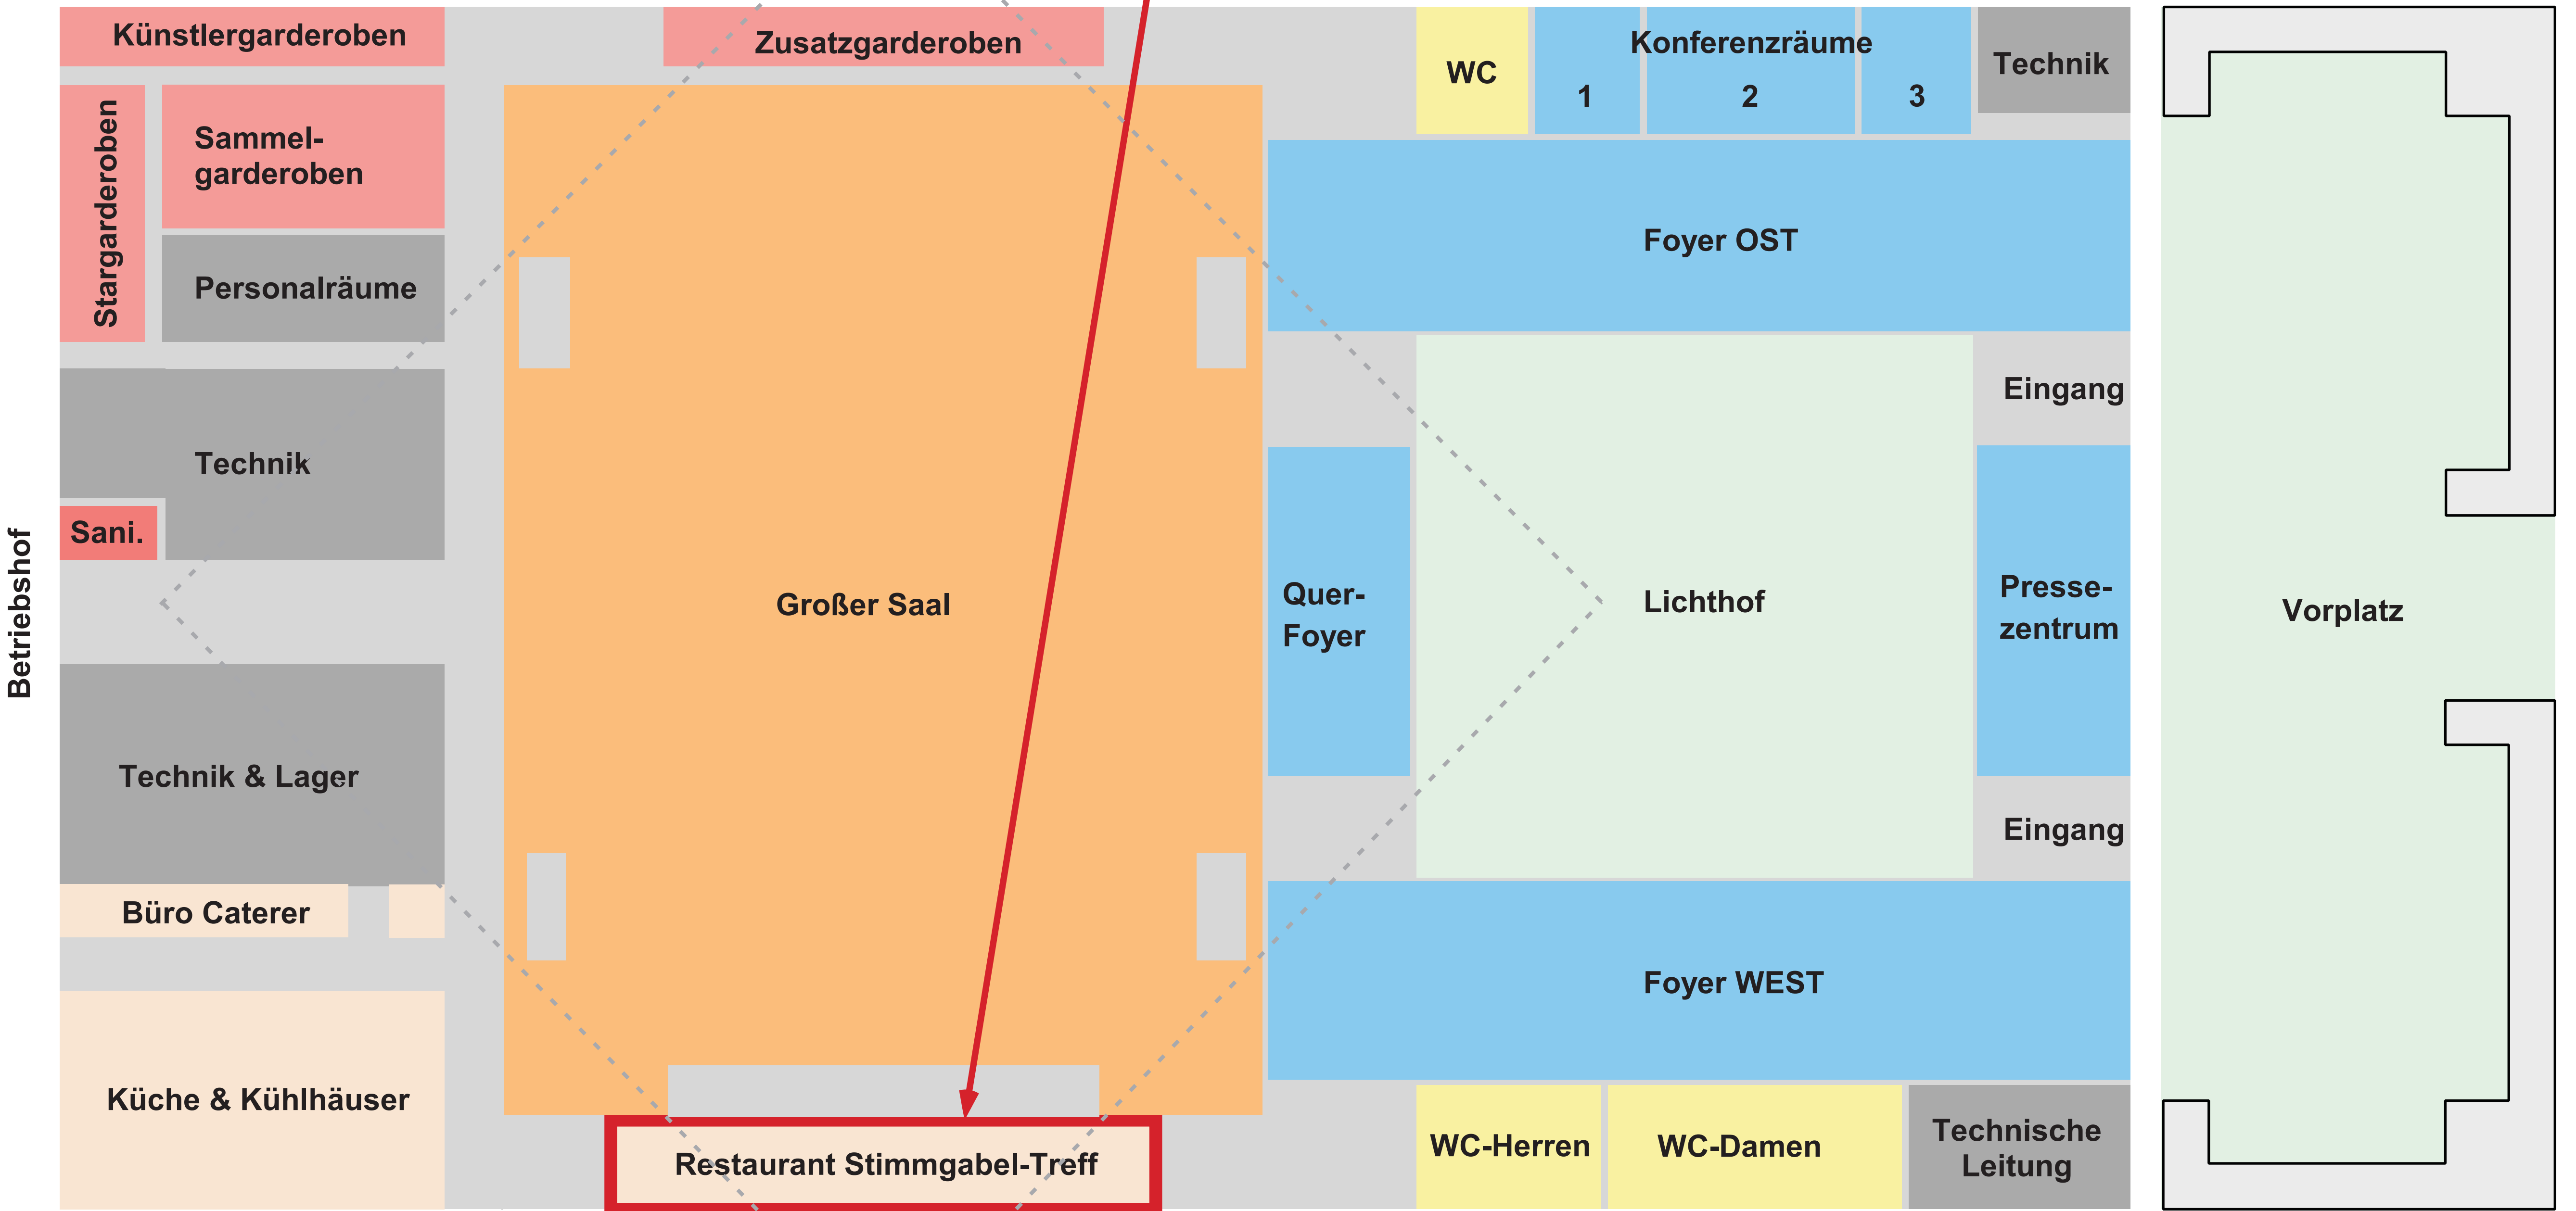 Künstlergarderoben
Zusatzgarderoben
WC
Konferenzräume
1
2
3
Technik
Stargarderoben
Sammel-
garderoben
Personalräume
Foyer OST
Eingang
Technik
Sani.
Betriebshof
Großer Saal
Quer-
Foyer
Lichthof
Presse-
zentrum
Vorplatz
Technik & Lager
Eingang
Büro Caterer
Foyer WEST
Küche & Kühlhäuser
Restaurant Stimmgabel-Treff
WC-Herren
WC-Damen
Technische
Leitung